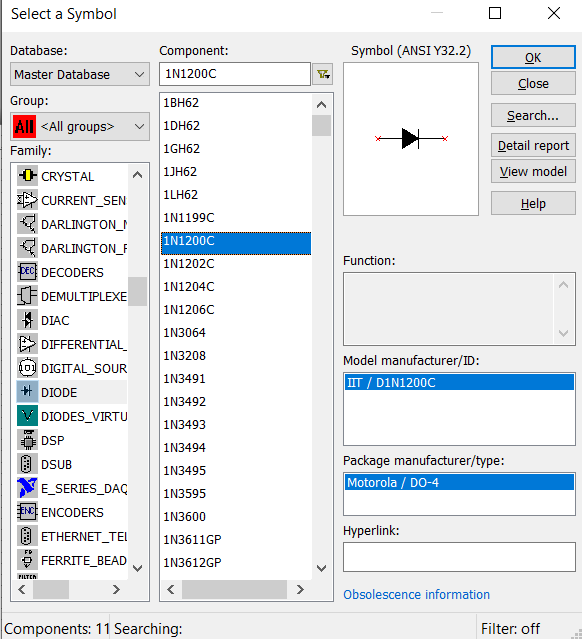 Select a Symbol
Database:
Master Database
Group:
All <All groups>
Family:
CRYSTAL
CURRENT_SEN
DARLINGTON_N
DARLINGTON_P
DEC DECODERS
DEMULTIPLEXE
DIAC
DIFFERENTIAL_
DIGITAL_SOUR
DIODE
V DIODES_VIRTU
DSP
DSUB
E_SERIES_DAQ
ENC ENCODERS
ETHERNET_TEL
FB FERRITE_BEAD
FILTER
Component:
1N1200C
1BH62
1DH62
1GH62
1JH62
1LH62
1N1199C
1N1200C
1N1202C
1N1204C
1N1206C
1N3064
1N3208
1N3491
1N3492
1N3493
1N3494
1N3495
1N3595
1N3600
1N3611GP
1N3612GP
Symbol (ANSI Y32.2)
OK
Close
Search...
Detail report
View model
Help
Function:
Model manufacturer/ID:
IIT / D1N1200C
Package manufacturer/type:
Motorola / DO-4
Hyperlink:
Obsolescence information
Components: 11 Searching:
Filter: off